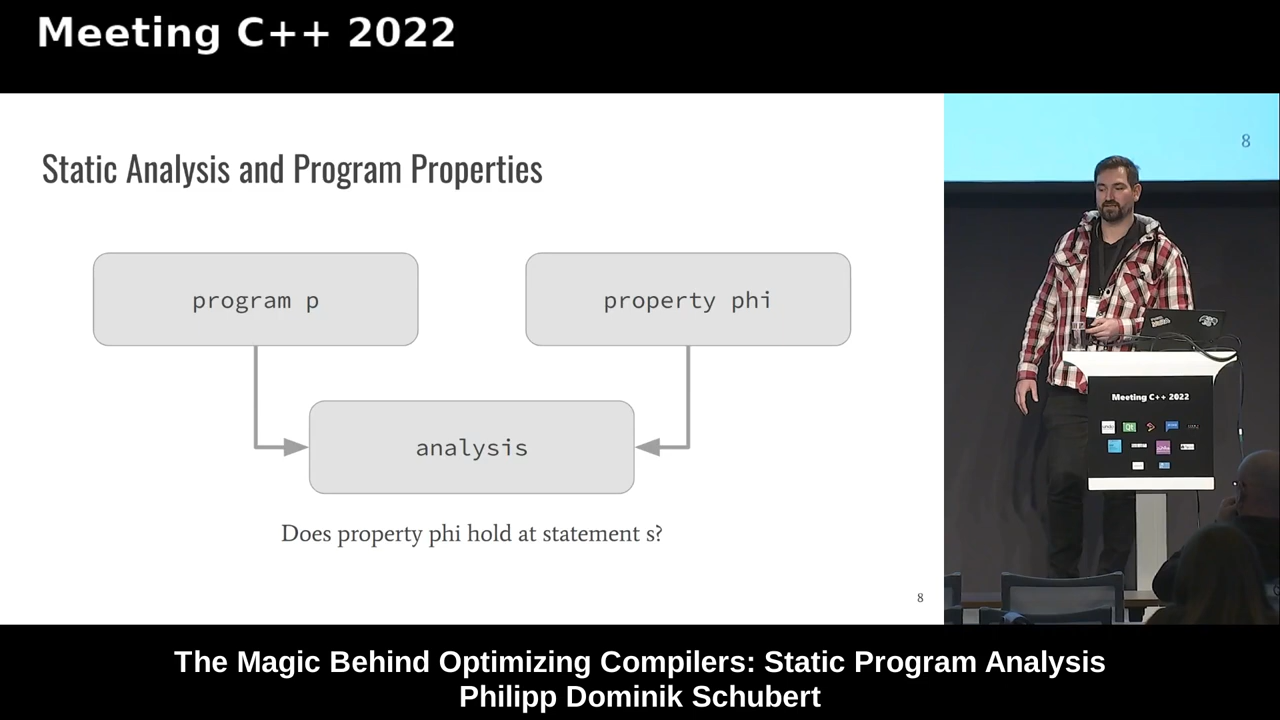 Meeting C++ 2022
Static Analysis and Program Properties
program p
property phi
analysis
Does property phi hold at statement s?
8
8
Meeting C++ 2022
Qt
The Magic Behind Optimizing Compilers: Static Program Analysis
Philipp Dominik Schubert